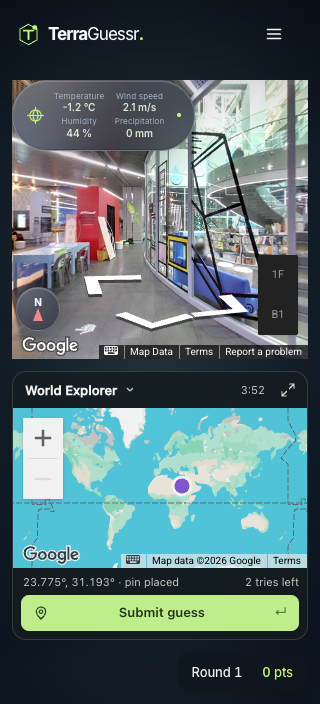 TerraGuessr.
Temperature
-1.2 °C
Wind speed
2.1 m/s
Humidity
44 %
Precipitation
0 mm
1F
B1
N
Google
Map Data
Terms
Report a problem
World Explorer
3:52
Google
Map data ©2026 Google
Terms
23.775°, 31.193° · pin placed
2 tries left
Submit guess
Round 1
0 pts